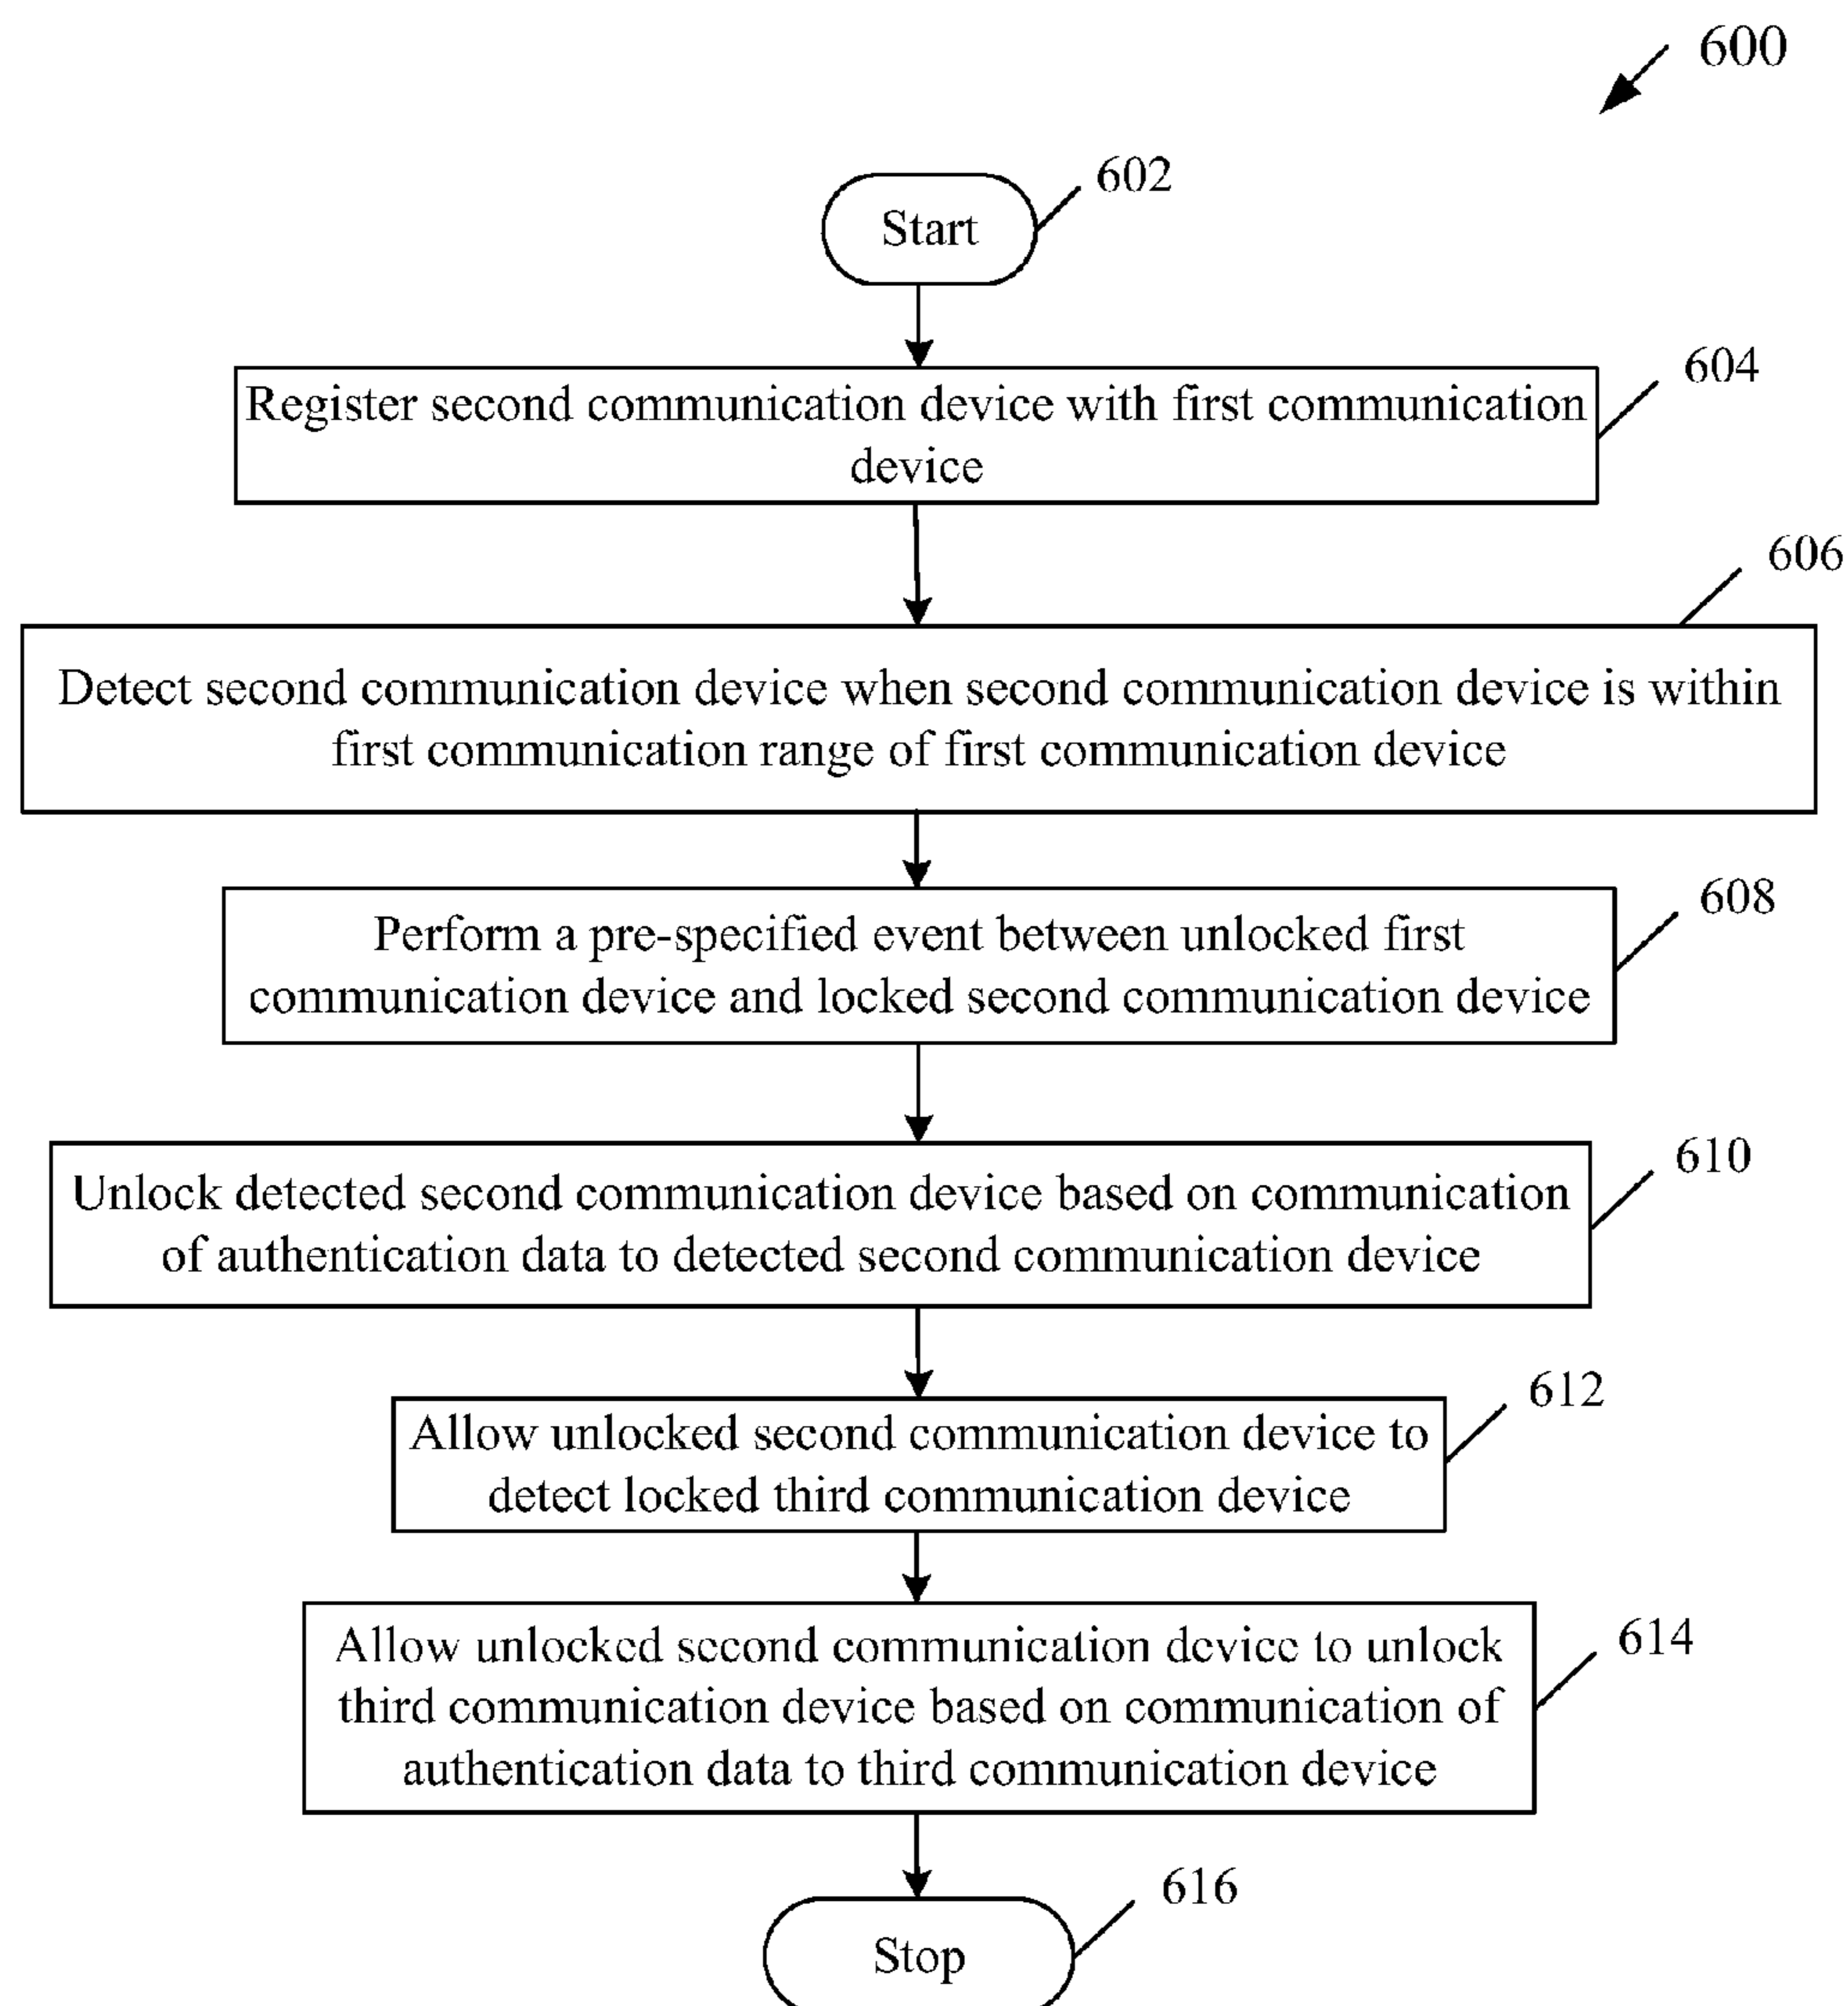 600
602
Start
604
Register second communication device with first communication
device
606
Detect second communication device when second communication device is within
first communication range of first communication device
608
Perform a pre-specified event between unlocked first
communication device and locked second communication device
610
Unlock detected second communication device based on communication
of authentication data to detected second communication device
612
Allow unlocked second communication device to
detect locked third communication device
614
Allow unlocked second communication device to unlock
third communication device based on communication of
authentication data to third communication device
616
Stop